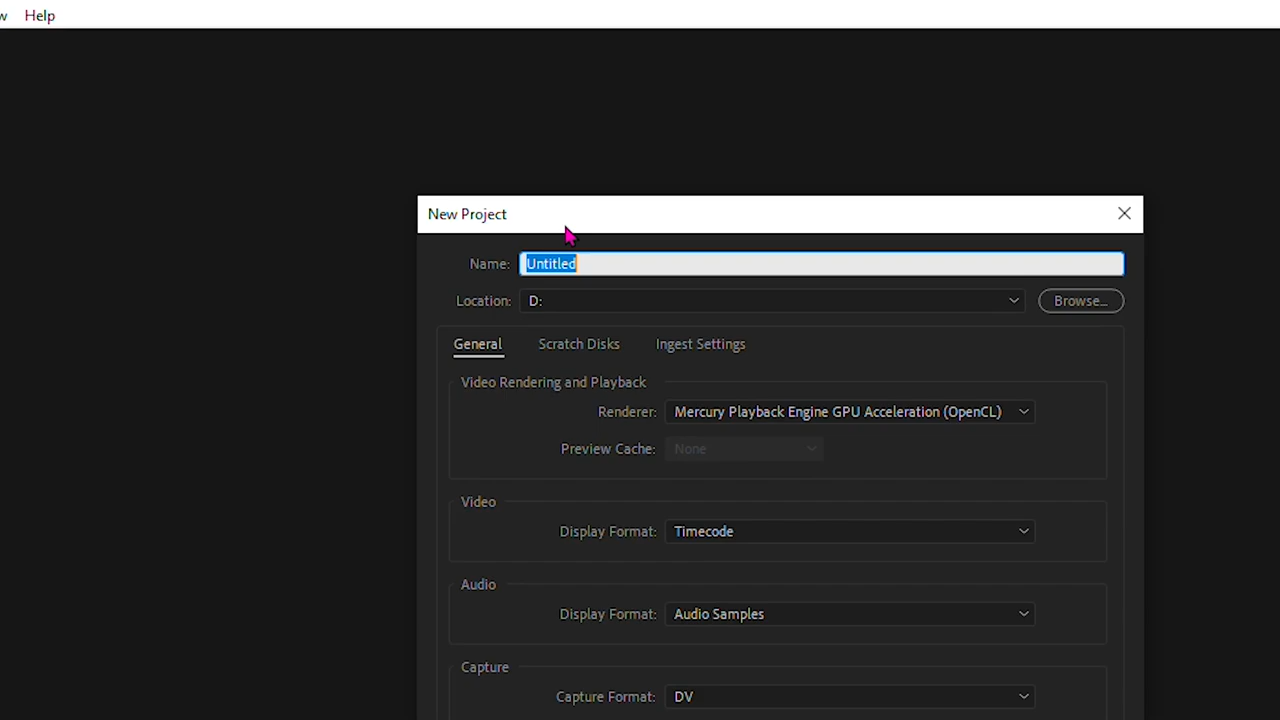 w Help
New Project
Name: Untitled
Location: D: Browse...
General Scratch Disks Ingest Settings
Video Rendering and Playback
Renderer: Mercury Playback Engine GPU Acceleration (OpenCL)
Preview Cache: None
Video
Display Format: Timecode
Audio
Display Format: Audio Samples
Capture
Capture Format: DV